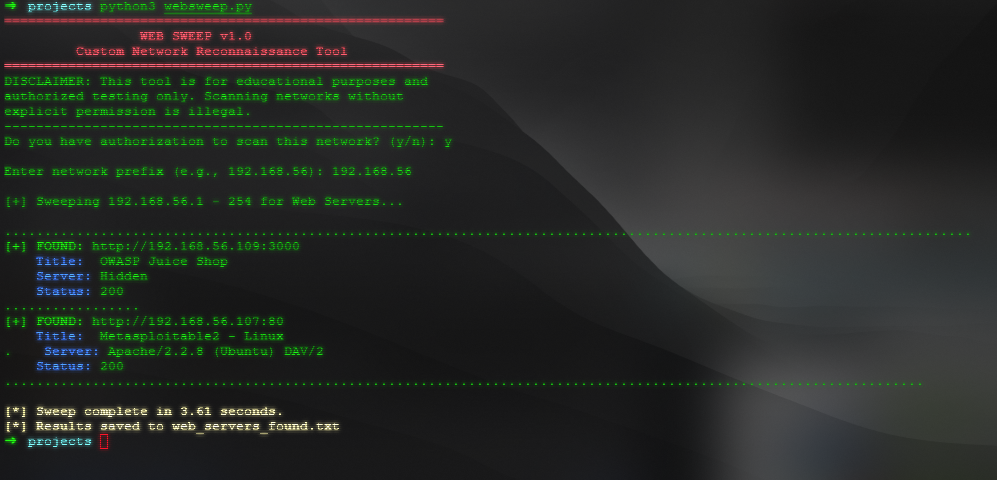 ➜ projects python3 websweep.py
=======================================================
WEB SWEEP v1.0
Custom Network Reconnaissance Tool
=======================================================
DISCLAIMER: This tool is for educational purposes and
authorized testing only. Scanning networks without
explicit permission is illegal.
-------------------------------------------------------
Do you have authorization to scan this network? (y/n): y
Enter network prefix (e.g., 192.168.56): 192.168.56
[+] Sweeping 192.168.56.1 - 254 for Web Servers...
.........................................................................................................................
[+] FOUND: http://192.168.56.109:3000
Title: OWASP Juice Shop
Server: Hidden
Status: 200
.................
[+] FOUND: http://192.168.56.107:80
Title: Metasploitable2 - Linux
. Server: Apache/2.2.8 (Ubuntu) DAV/2
Status: 200
...................................................................................................................
[*] Sweep complete in 3.61 seconds.
[*] Results saved to web_servers_found.txt
➜ projects